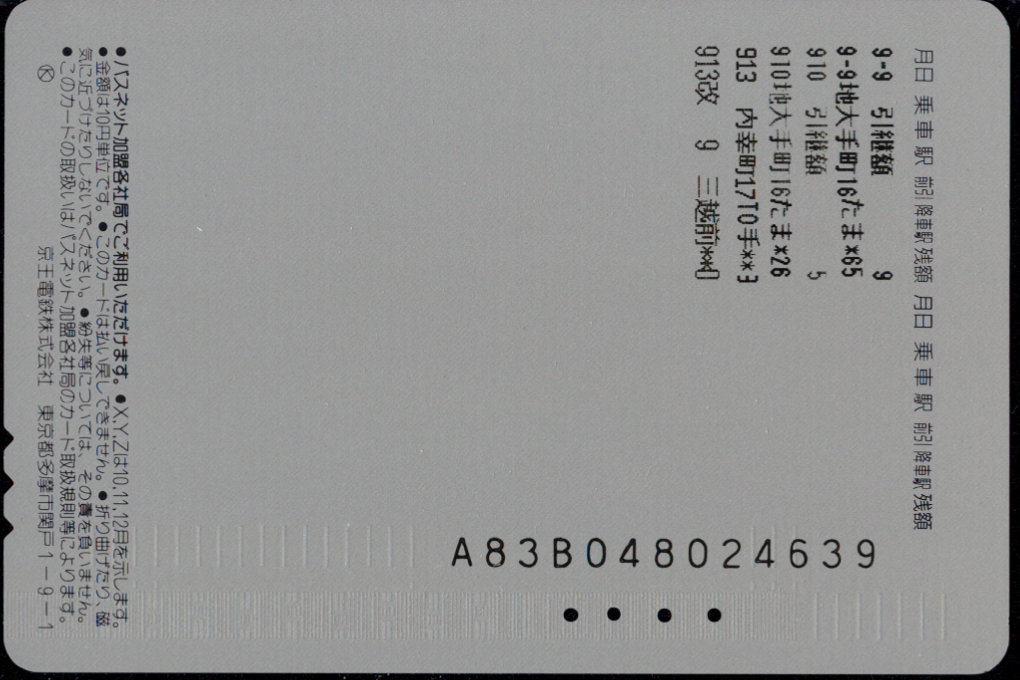 月日 乗車駅 前引 降車駅 残額 月日 乗車駅 前引 降車駅 残額
9-9 引継額 9
9-9地大手町16たま*65
910 引継額 5
910地大手町16たま*26
913 内幸町17T0手**3
913改 9 三越前**0
A83B048024639
●パスネット加盟各社局でご利用いただけます。●X,Y,Zは10,11,12月を示します。
●金額は10円単位です。●このカードは払い戻しできません。●折り曲げたり、磁
気に近づけたりしないでください。●紛失等については、その責を負いません。
●このカードの取扱いはパスネット加盟各社局のカード取扱規則等によります。
Ⓚ 京王電鉄株式会社 東京都多摩市関戸1-9-1